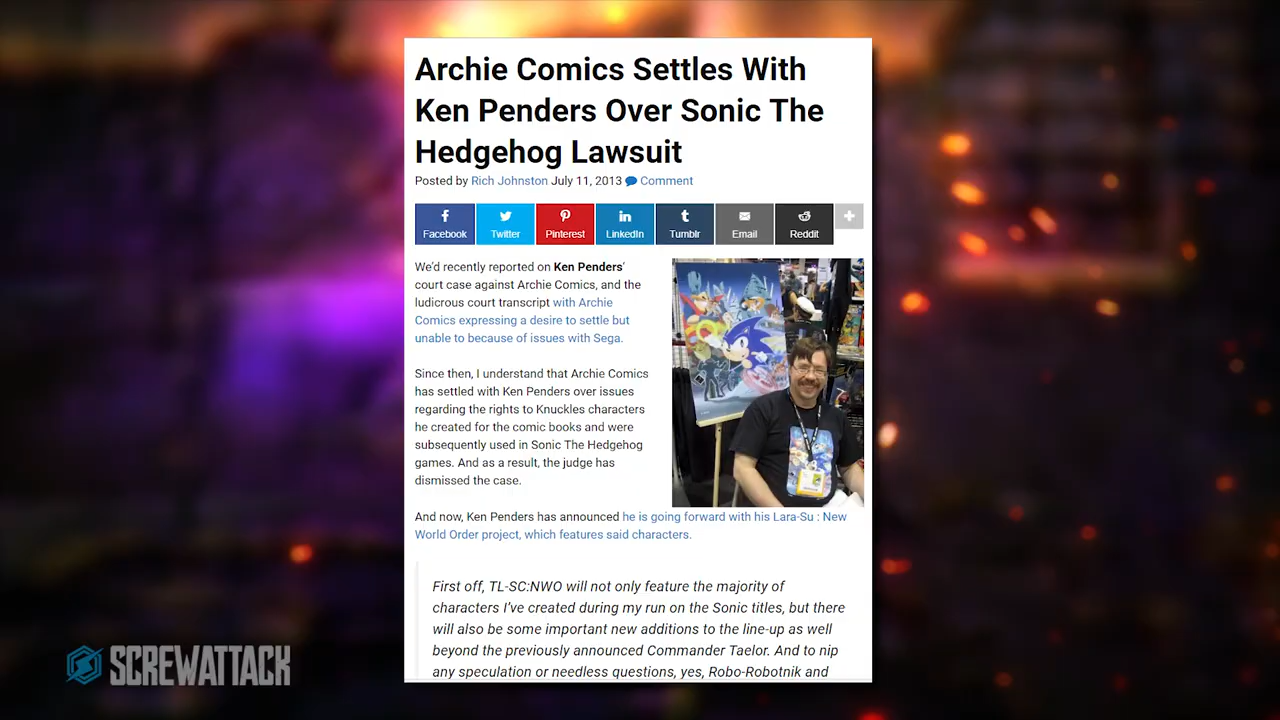 Archie Comics Settles With
Ken Penders Over Sonic The
Hedgehog Lawsuit
Posted by Rich Johnston July 11, 2013 Comment
Facebook Twitter Pinterest LinkedIn Tumblr Email Reddit
We'd recently reported on Ken Penders'
court case against Archie Comics, and the
ludicrous court transcript with Archie
Comics expressing a desire to settle but
unable to because of issues with Sega.
Since then, I understand that Archie Comics
has settled with Ken Penders over issues
regarding the rights to Knuckles characters
he created for the comic books and were
subsequently used in Sonic The Hedgehog
games. And as a result, the judge has
dismissed the case.
And now, Ken Penders has announced he is going forward with his Lara-Su : New
World Order project, which features said characters.
First off, TL-SC:NWO will not only feature the majority of
characters I've created during my run on the Sonic titles, but there
will also be some important new additions to the line-up as well
beyond the previously announced Commander Taelor. And to nip
any speculation or needless questions, yes, Robo-Robotnik and
SCREWATTACK